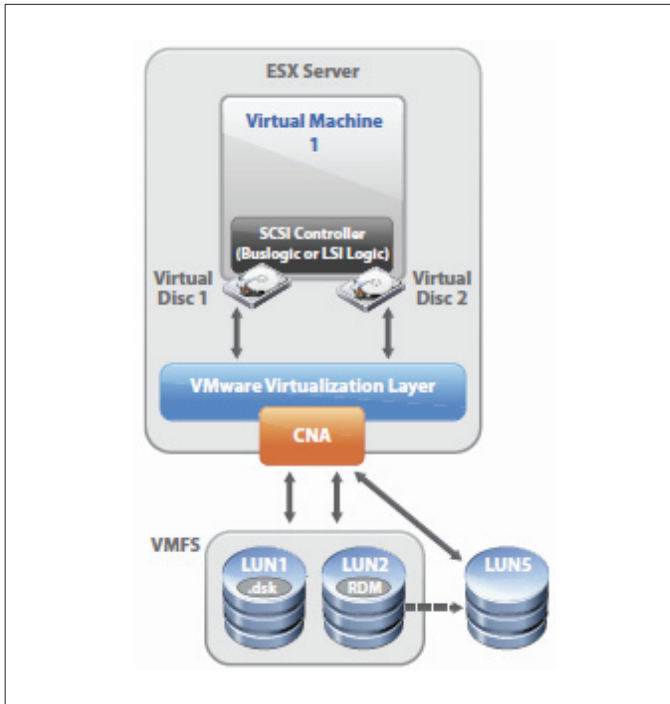 ESX Server
Virtual Machine
1
SCSI Controller
(Buslogic or LSI Logic)
Virtual
Disc 1
Virtual
Disc 2
VMware Virtualization Layer
CNA
VMFS
LUN1
.dsk
LUN2
RDM
LUN5